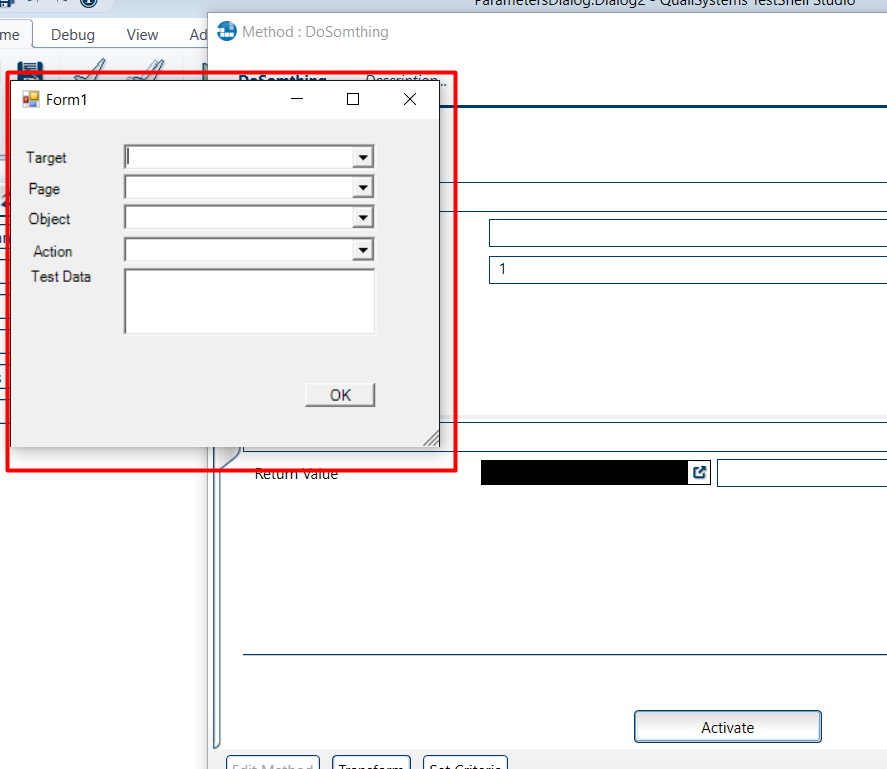 ParametersDialog.Dialog2 - QualiSystems TestShell Studio
me Debug View Ad
Method : DoSomthing
DoSomthing Description...
Form1
Target
Page
Object
Action
Test Data
OK
1
Return Value
Activate
Edit Method Transform Set Criteria